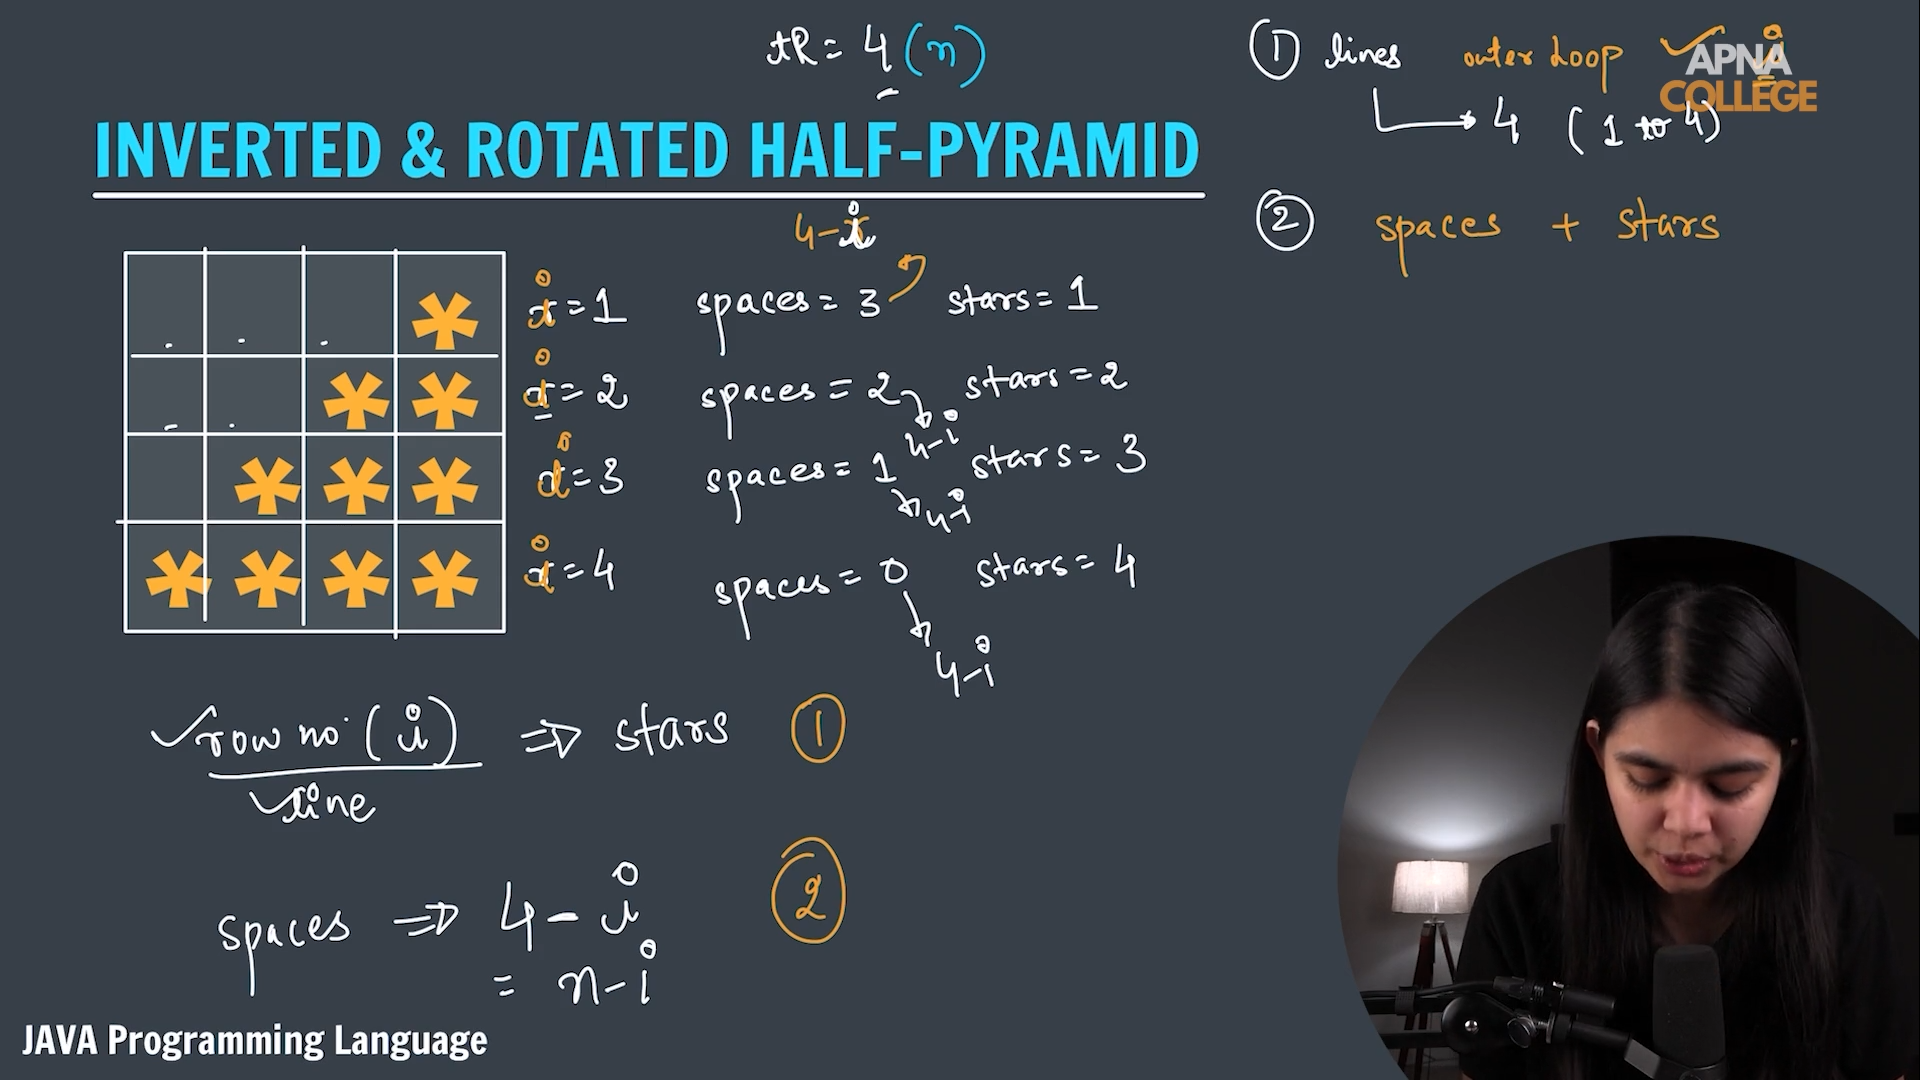 tR = 4 (n)
INVERTED & ROTATED HALF-PYRAMID
4-i
i=1 spaces = 3 stars = 1
i=2 spaces = 2 stars = 2
4-i
i=3 spaces = 1 stars = 3
4-i
i=4 spaces = 0 stars = 4
4-i
row no. (i) ⇒ stars 1
line
spaces ⇒ 4-i 2
= n-i
JAVA Programming Language
1 lines outer loop i
APNA
COLLEGE
4 (1 to 4)
2 spaces + stars